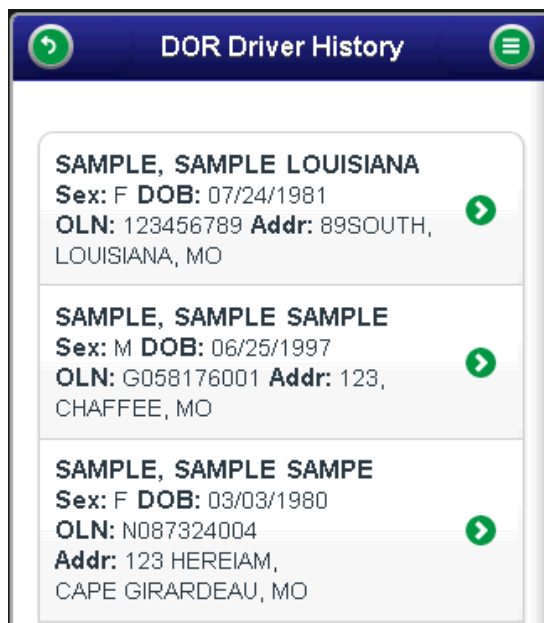 DOR Driver History
SAMPLE, SAMPLE LOUISIANA
Sex: F DOB: 07/24/1981
OLN: 123456789 Addr: 89SOUTH,
LOUISIANA, MO
SAMPLE, SAMPLE SAMPLE
Sex: M DOB: 06/25/1997
OLN: G058176001 Addr: 123,
CHAFFEE, MO
SAMPLE, SAMPLE SAMPE
Sex: F DOB: 03/03/1980
OLN: N087324004
Addr: 123 HEREIAM,
CAPE GIRARDEAU, MO